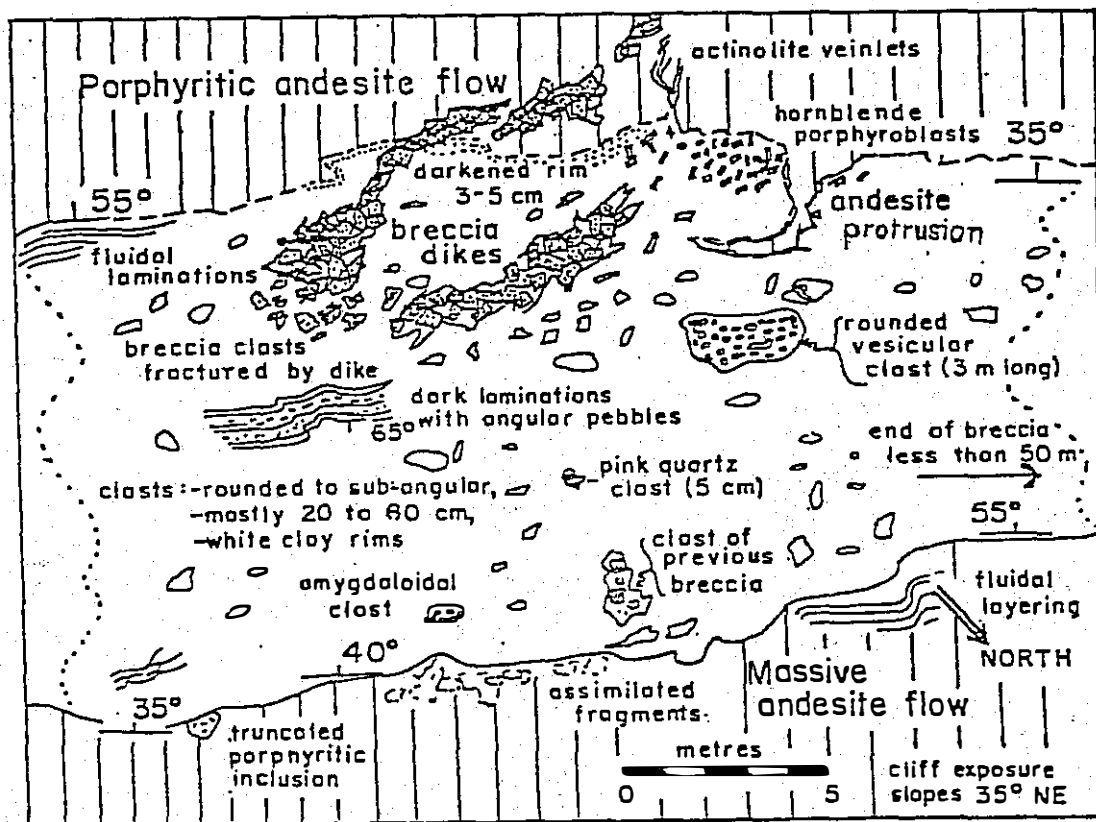 Porphyritic andesite flow
actinolite veinlets
hornblende
porphyroblasts
35°
darkened rim
3-5 cm
55°
breccia
dikes
andesite
protrusion
fluidal
laminations
breccia clasts
fractured by dike
rounded
vesicular
clast (3 m long)
dark laminations
with angular pebbles
65°
end of breccia
less than 50 m.
pink quartz
clast (5 cm)
clasts:-rounded to sub-angular,
-mostly 20 to 60 cm,
-white clay rims
55°
clast of
previous
breccia
amygdaloidal
clast
fluidal
layering
NORTH
40°
35°
assimilated
fragments.
Massive
andesite flow
truncated
porphyritic
inclusion
metres
0 5
cliff exposure
slopes 35° NE